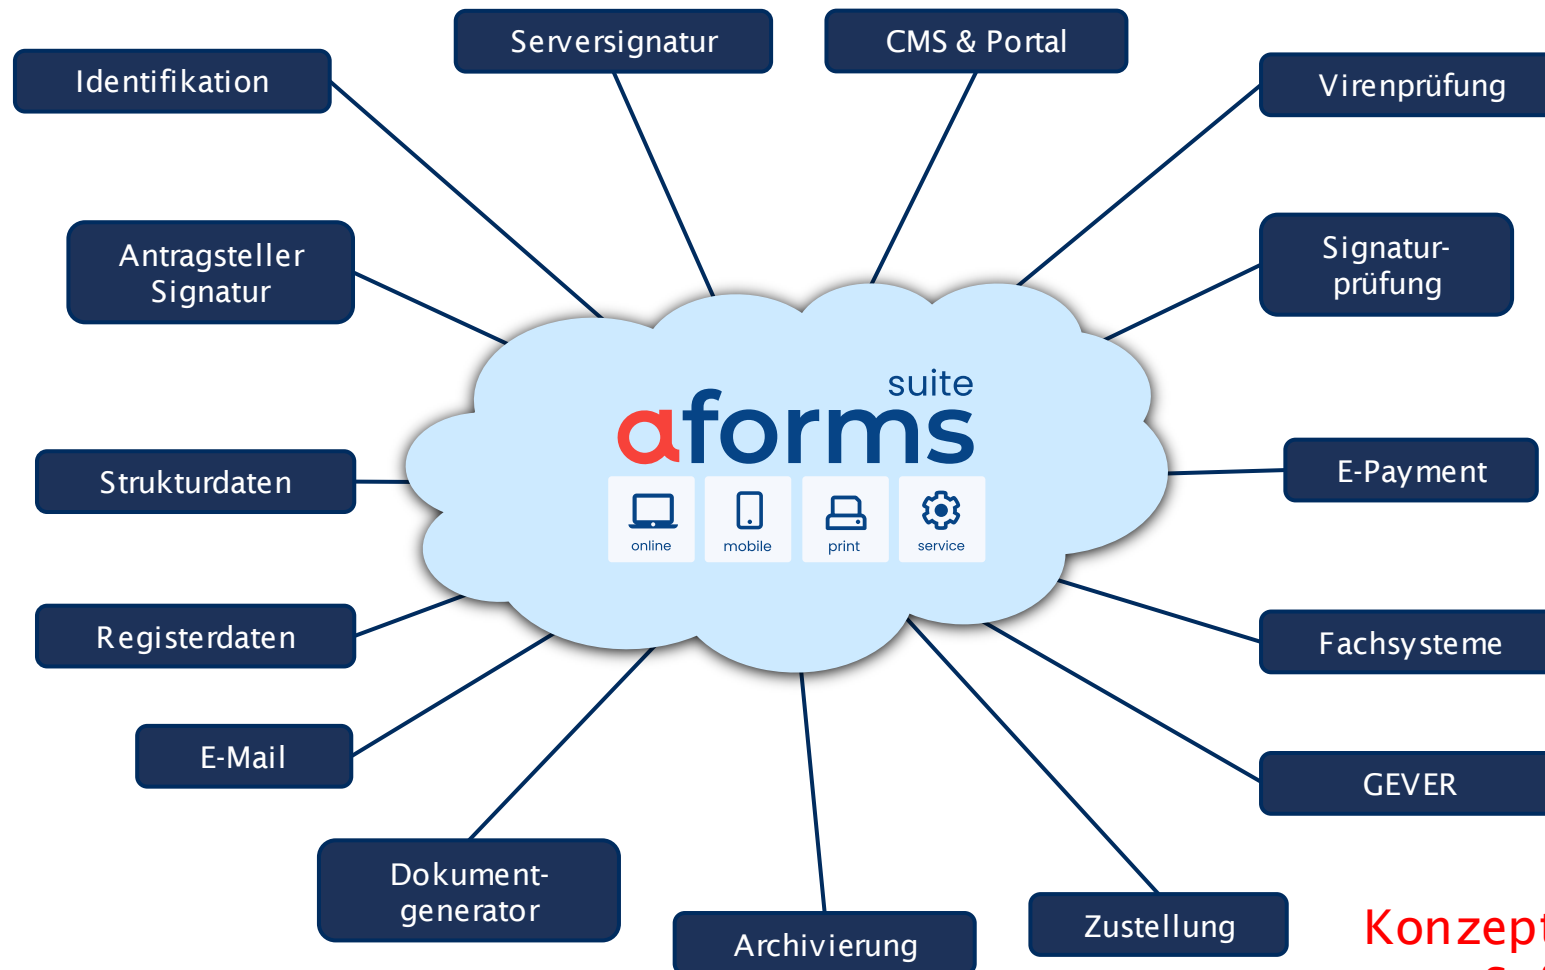 Serversignatur
CMS & Portal
Identifikation
Virenprüfung
Antragsteller
Signatur
Signatur-
prüfung
suite
aforms
Strukturdaten
E-Payment
online
mobile
print
service
Registerdaten
Fachsysteme
E-Mail
GEVER
Dokument-
generator
Archivierung
Zustellung
Konzept